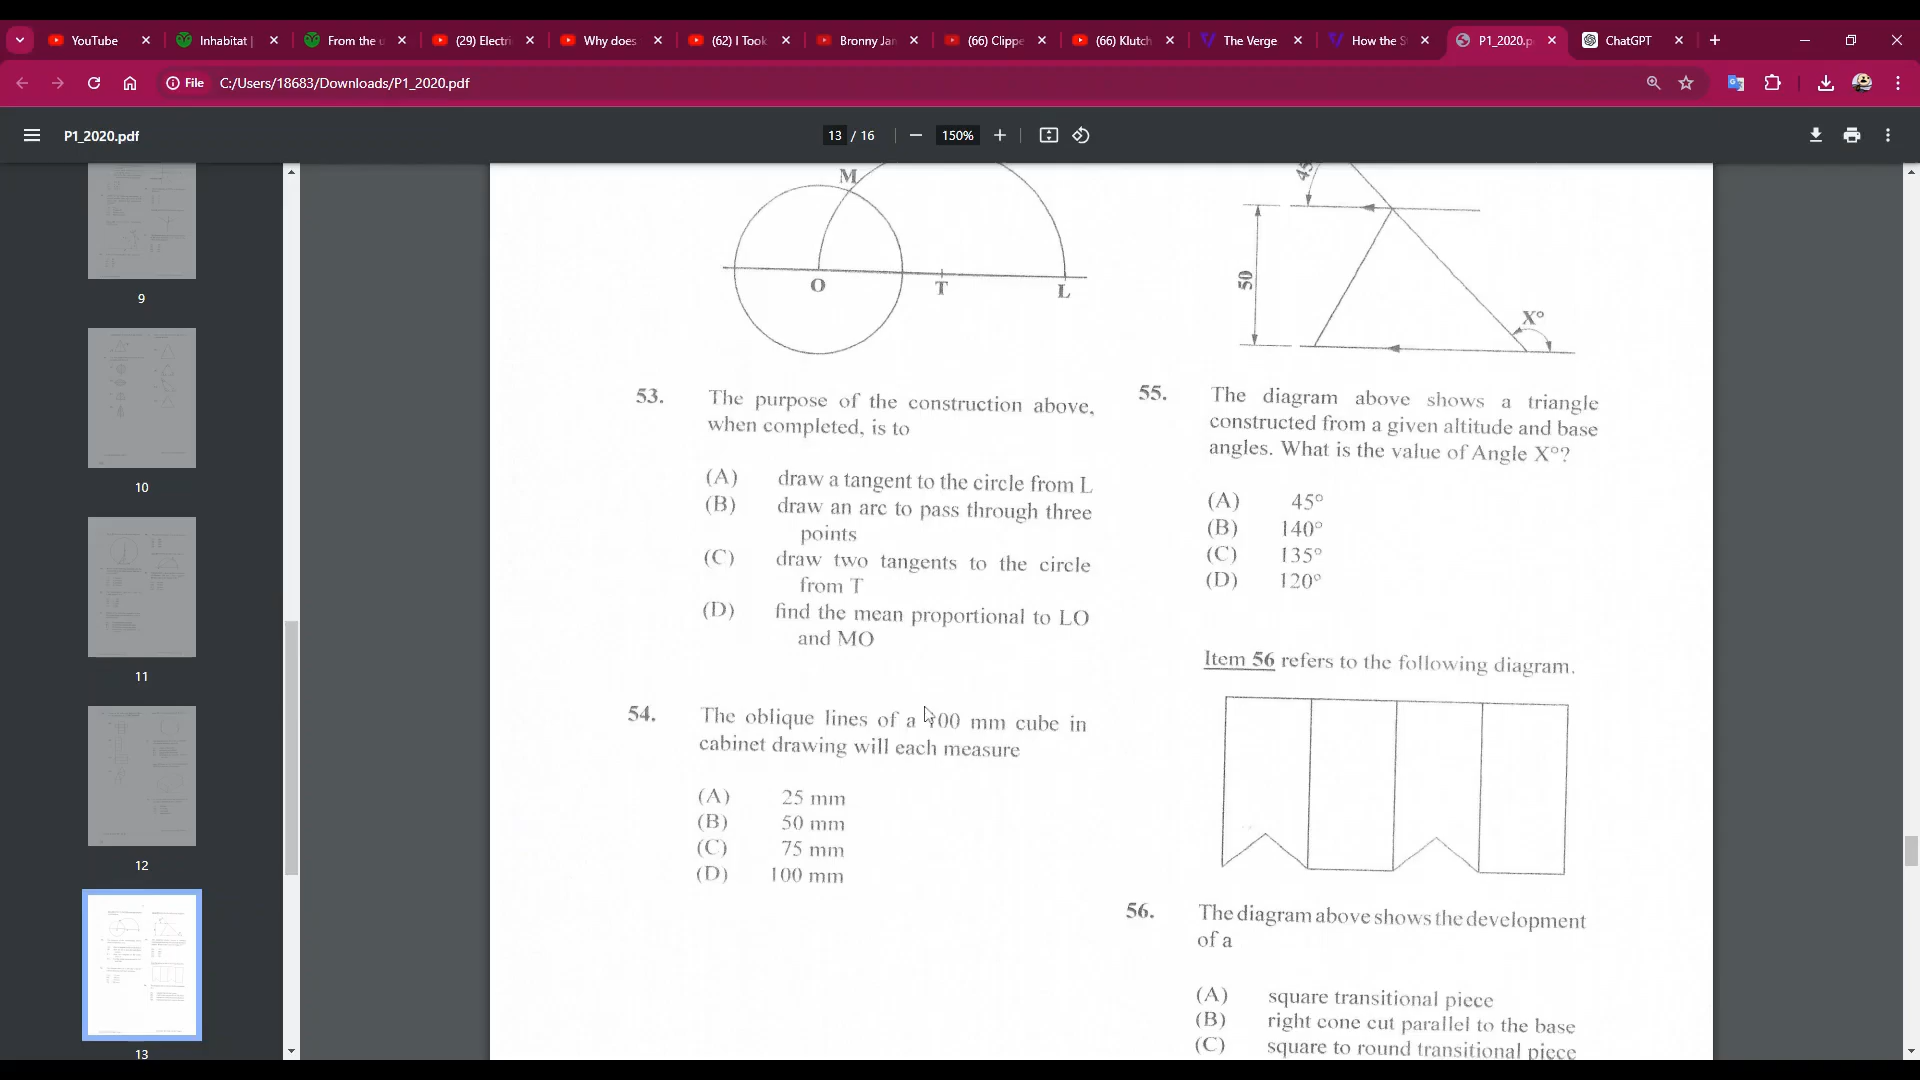 YouTube
Inhabitat |
From the u
(29) Electri
Why does
(62) I Took
Bronny Jan
(66) Clippe
(66) Klutch
The Verge
How the S
P1_2020.p
ChatGPT
File
C:/Users/18683/Downloads/P1_2020.pdf
P1_2020.pdf
13 / 16
150%
9
10
11
12
13
M
O
T
L
53. The purpose of the construction above,
when completed, is to
(A) draw a tangent to the circle from L
(B) draw an arc to pass through three
points
(C) draw two tangents to the circle
from T
(D) find the mean proportional to LO
and MO
54. The oblique lines of a 100 mm cube in
cabinet drawing will each measure
(A) 25 mm
(B) 50 mm
(C) 75 mm
(D) 100 mm
45
50
X°
55. The diagram above shows a triangle
constructed from a given altitude and base
angles. What is the value of Angle X°?
(A) 45°
(B) 140°
(C) 135°
(D) 120°
Item 56 refers to the following diagram.
56. The diagram above shows the development
of a
(A) square transitional piece
(B) right cone cut parallel to the base
(C) square to round transitional piece